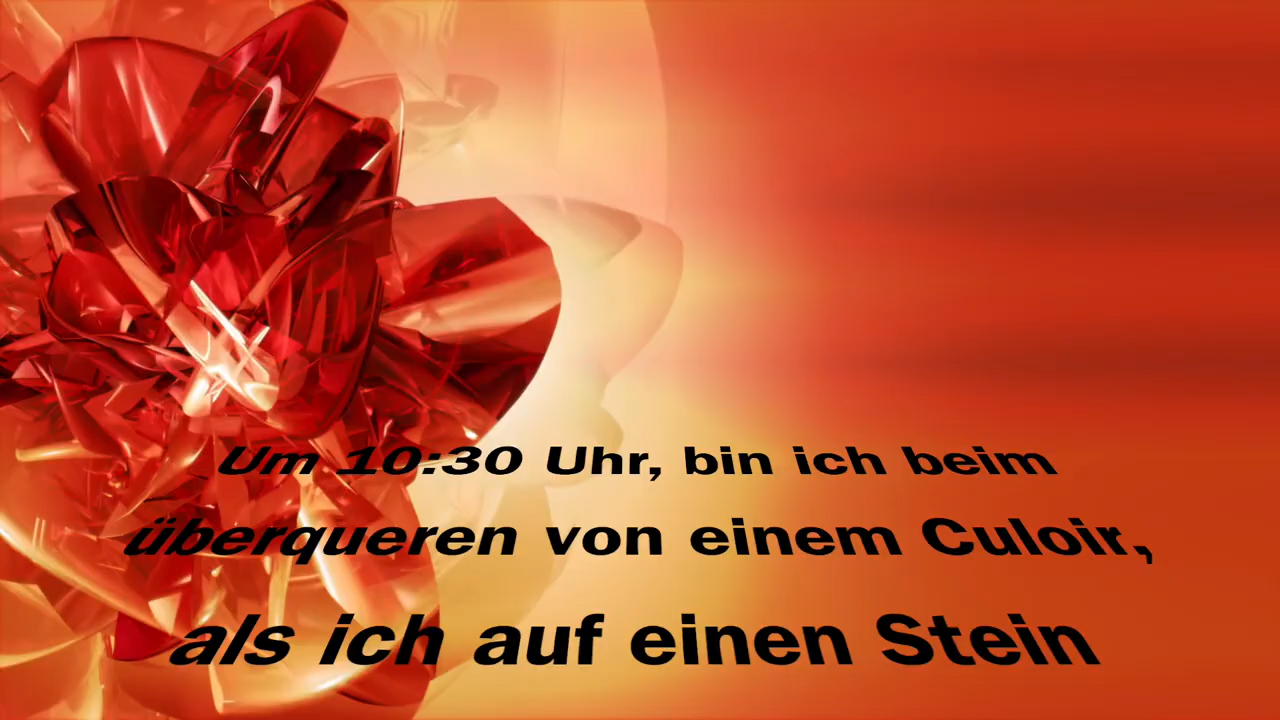 Um 10:30 Uhr, bin ich beim
überqueren von einem Culoir,
als ich auf einen Stein